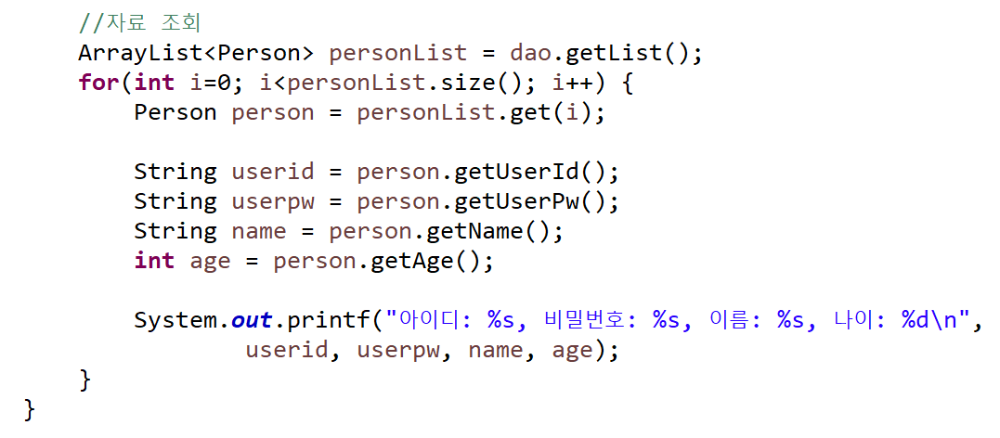 //자료 조회
ArrayList<Person> personList = dao.getList();
for(int i=0; i<personList.size(); i++) {
Person person = personList.get(i);
String userid = person.getUserId();
String userpw = person.getUserPw();
String name = person.getName();
int age = person.getAge();
System.out.printf("아이디: %s, 비밀번호: %s, 이름: %s, 나이: %d\n",
userid, userpw, name, age);
}
}